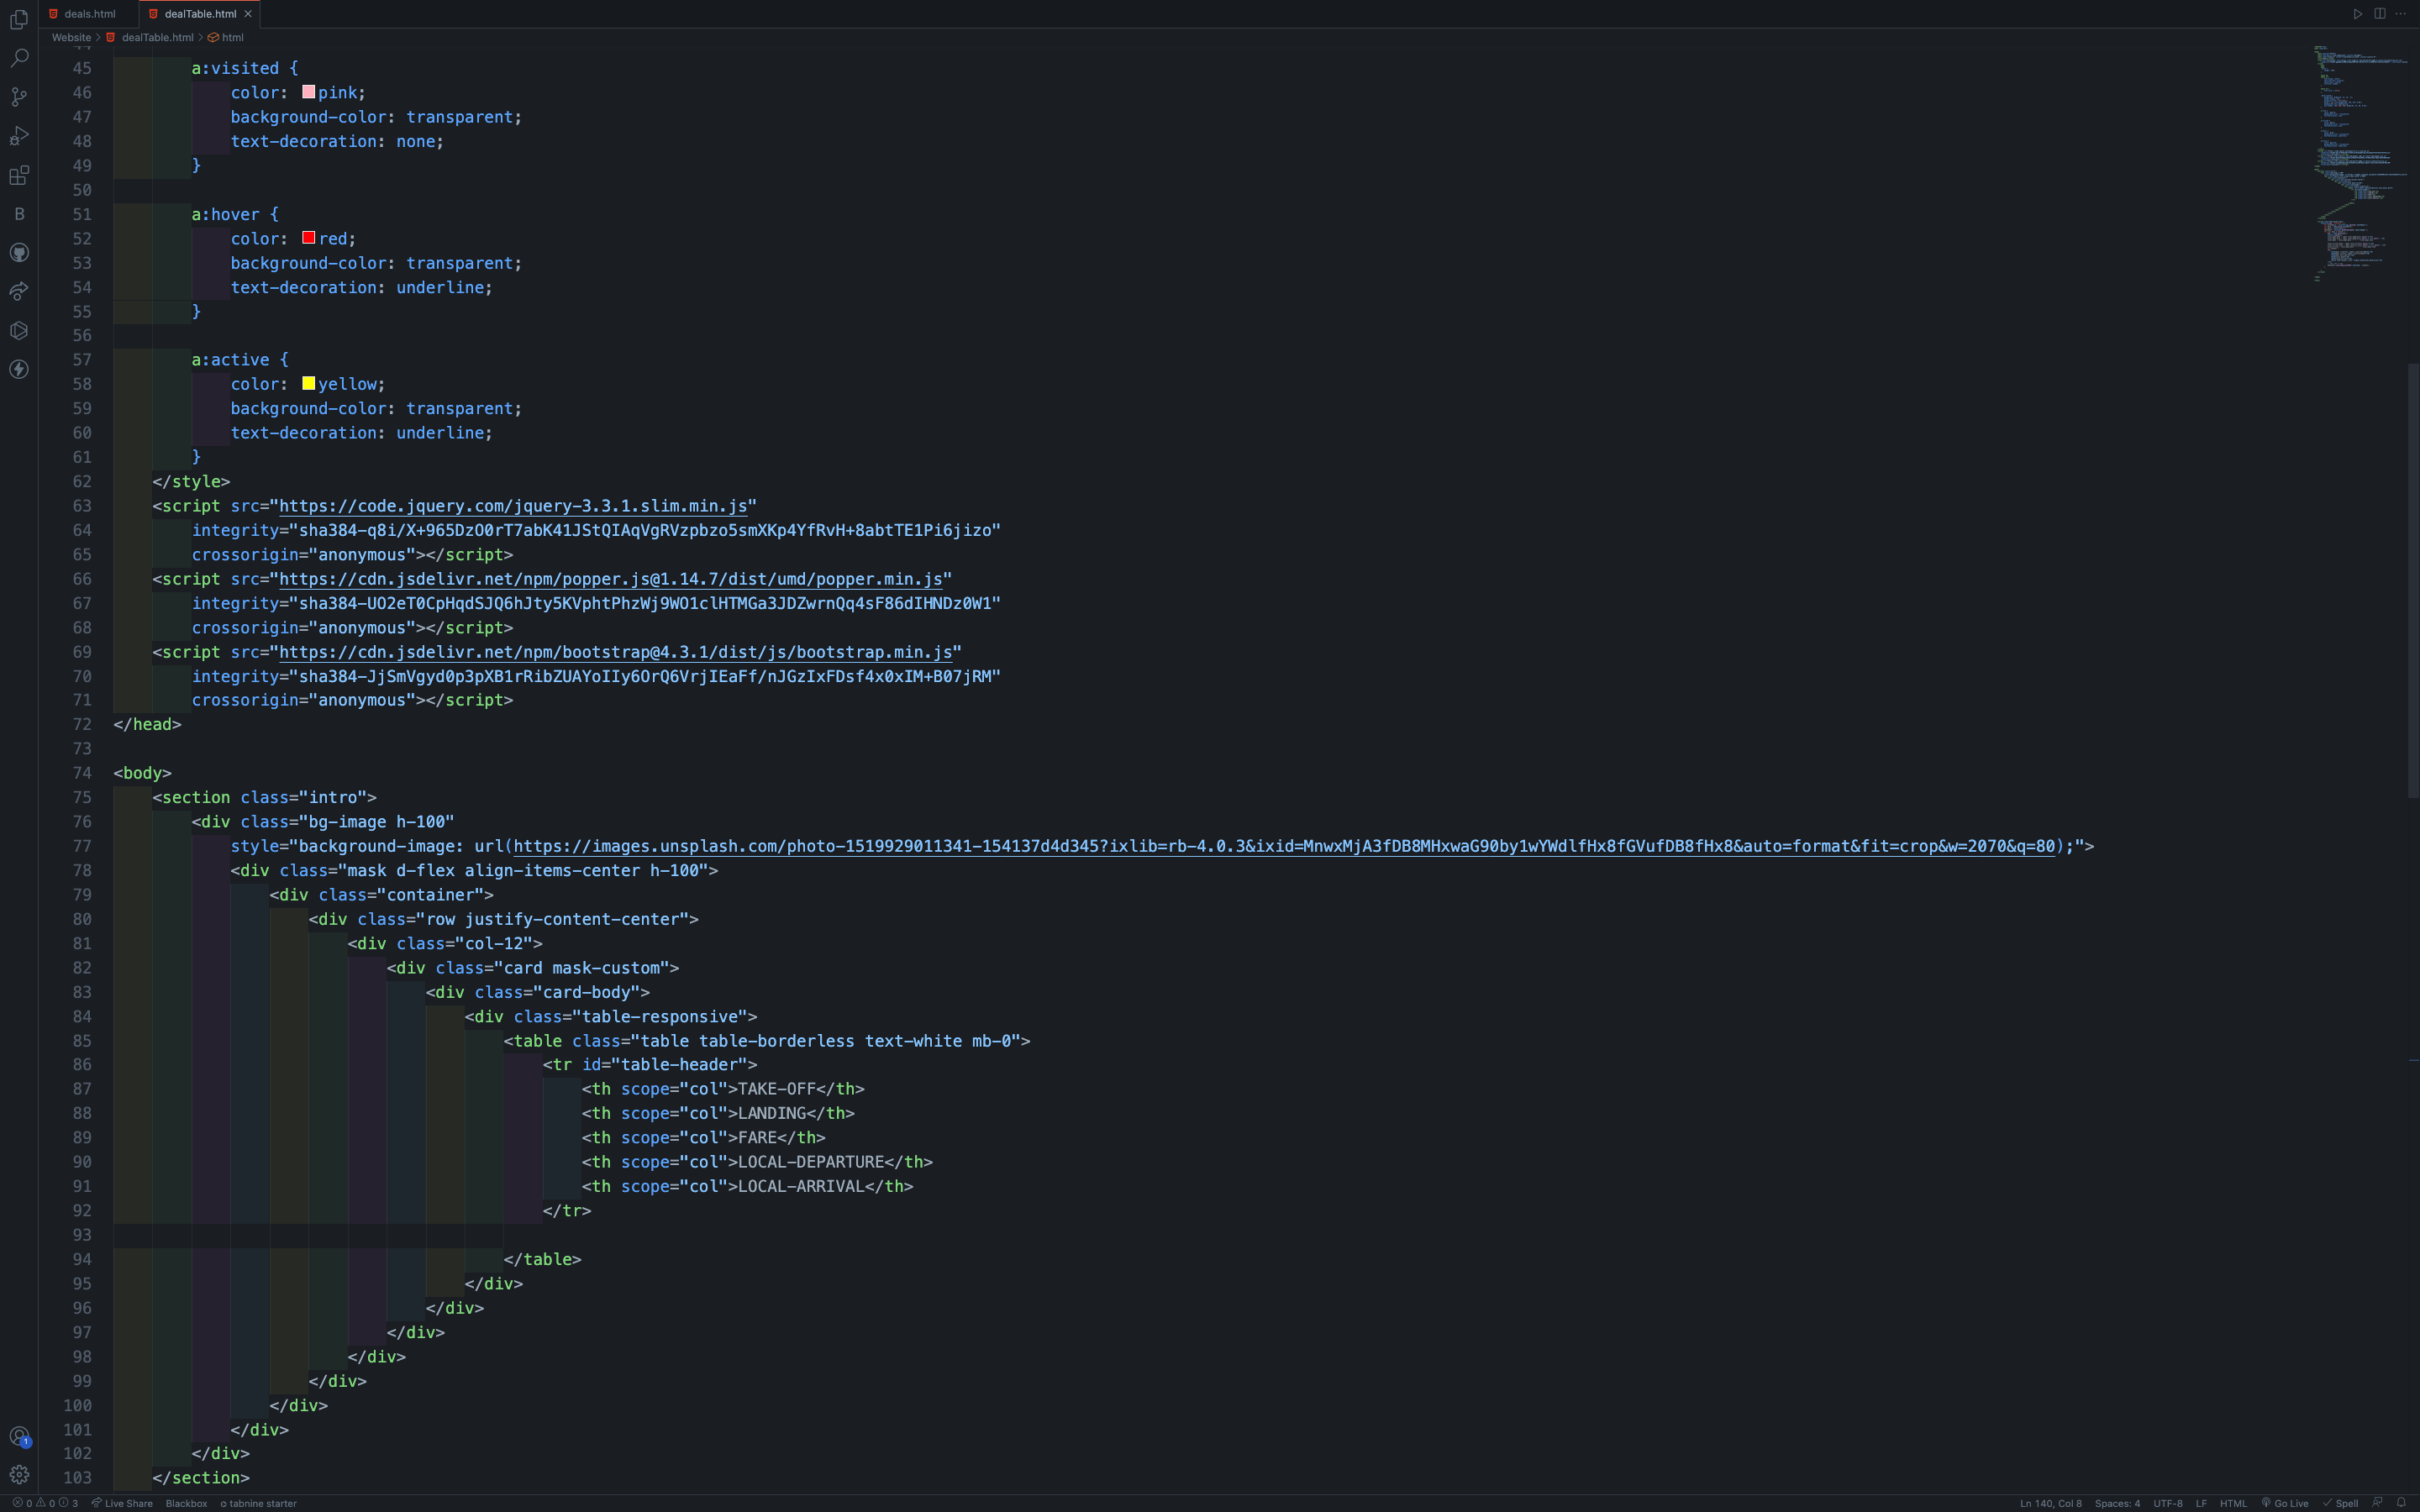 deals.html
dealTable.html
Website > dealTable.html > html
45 a:visited {
46 color: pink;
47 background-color: transparent;
48 text-decoration: none;
49 }
50
51 a:hover {
52 color: red;
53 background-color: transparent;
54 text-decoration: underline;
55 }
56
57 a:active {
58 color: yellow;
59 background-color: transparent;
60 text-decoration: underline;
61 }
62 </style>
63 <script src="https://code.jquery.com/jquery-3.3.1.slim.min.js"
64 integrity="sha384-q8i/X+965DzO0rT7abK41JStQIAqVgRVzpbzo5smXKp4YfRvH+8abtTE1Pi6jizo"
65 crossorigin="anonymous"></script>
66 <script src="https://cdn.jsdelivr.net/npm/popper.js@1.14.7/dist/umd/popper.min.js"
67 integrity="sha384-UO2eT0CpHqdSJQ6hJty5KVphtPhzWj9WO1clHTMGa3JDZwrnQq4sF86dIHNDz0W1"
68 crossorigin="anonymous"></script>
69 <script src="https://cdn.jsdelivr.net/npm/bootstrap@4.3.1/dist/js/bootstrap.min.js"
70 integrity="sha384-JjSmVgyd0p3pXB1rRibZUAYoIIy6OrQ6VrjIEaFf/nJGzIxFDsf4x0xIM+B07jRM"
71 crossorigin="anonymous"></script>
72 </head>
73
74 <body>
75 <section class="intro">
76 <div class="bg-image h-100"
77 style="background-image: url(https://images.unsplash.com/photo-1519929011341-154137d4d345?ixlib=rb-4.0.3&ixid=MnwxMjA3fDB8MHxwaG90by1wYWdlfHx8fGVufDB8fHx8&auto=format&fit=crop&w=2070&q=80);">
78 <div class="mask d-flex align-items-center h-100">
79 <div class="container">
80 <div class="row justify-content-center">
81 <div class="col-12">
82 <div class="card mask-custom">
83 <div class="card-body">
84 <div class="table-responsive">
85 <table class="table table-borderless text-white mb-0">
86 <tr id="table-header">
87 <th scope="col">TAKE-OFF</th>
88 <th scope="col">LANDING</th>
89 <th scope="col">FARE</th>
90 <th scope="col">LOCAL-DEPARTURE</th>
91 <th scope="col">LOCAL-ARRIVAL</th>
92 </tr>
93
94 </table>
95 </div>
96 </div>
97 </div>
98 </div>
99 </div>
100 </div>
101 </div>
102 </div>
103 </section>
0 0 3 Live Share Blackbox tabnine starter
Ln 140, Col 8 Spaces: 4 UTF-8 LF HTML Go Live Spell